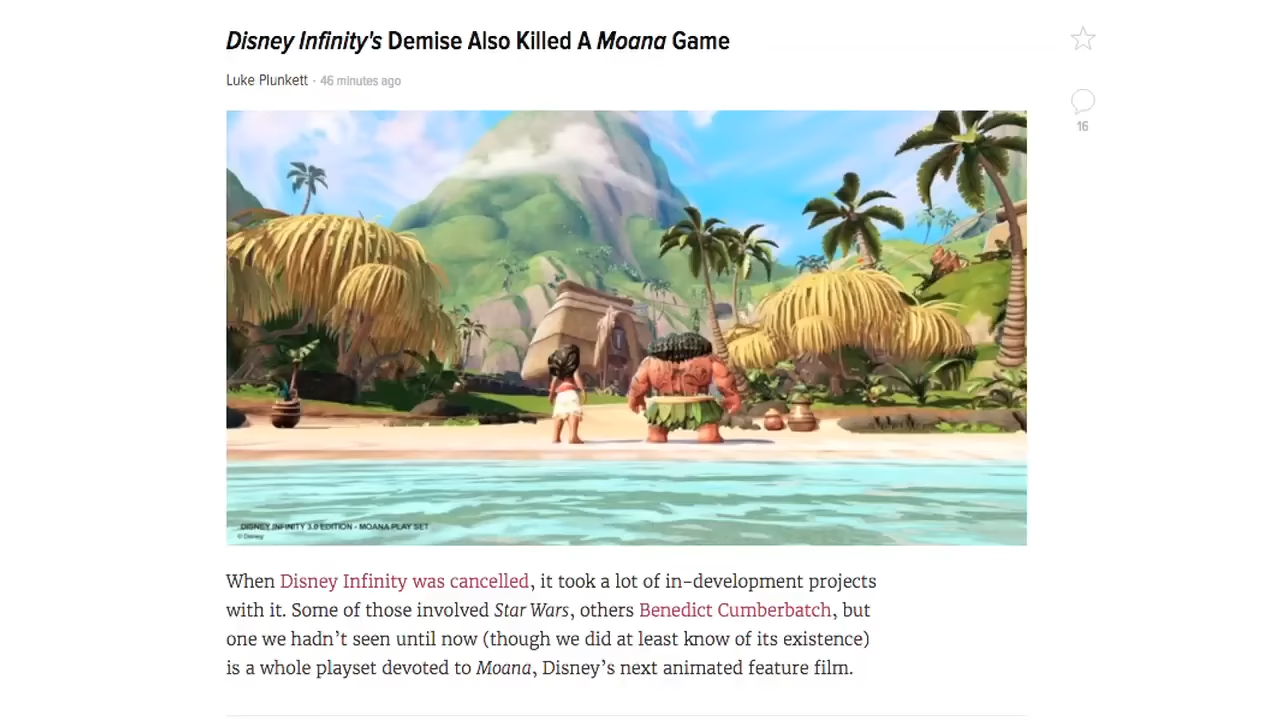 Disney Infinity's Demise Also Killed A Moana Game
Luke Plunkett · 46 minutes ago
16
DISNEY INFINITY 3.0 EDITION - MOANA PLAY SET
© Disney
When Disney Infinity was cancelled, it took a lot of in-development projects
with it. Some of those involved Star Wars, others Benedict Cumberbatch, but
one we hadn't seen until now (though we did at least know of its existence)
is a whole playset devoted to Moana, Disney's next animated feature film.